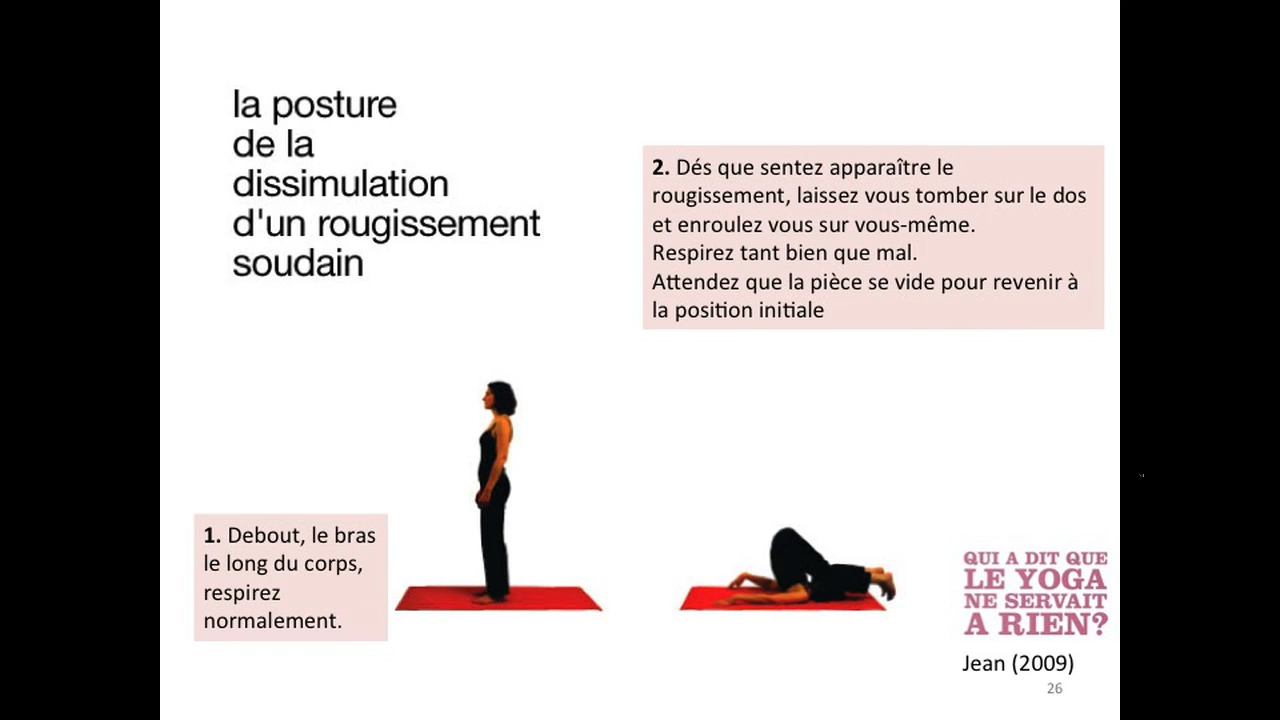 la posture
de la
dissimulation
d'un rougissement
soudain
2. Dés que sentez apparaître le
rougissement, laissez vous tomber sur le dos
et enroulez vous sur vous-même.
Respirez tant bien que mal.
Attendez que la pièce se vide pour revenir à
la position initiale
1. Debout, le bras
le long du corps,
respirez
normalement.
QUI A DIT QUE
LE YOGA
NE SERVAIT
A RIEN?
Jean (2009)
26